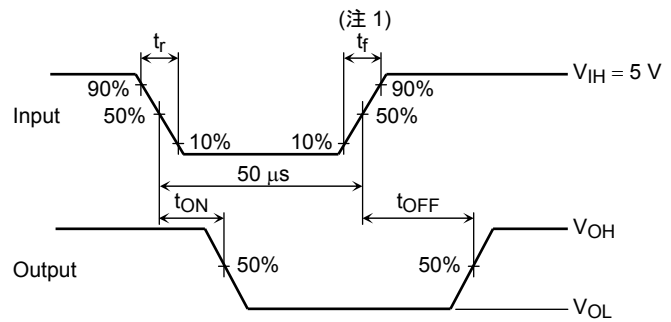 (注 1)
tr tf
90% 90% VIH = 5 V
Input 50% 50%
10% 10%
50 μs
tON tOFF
VOH
Output 50% 50%
VOL